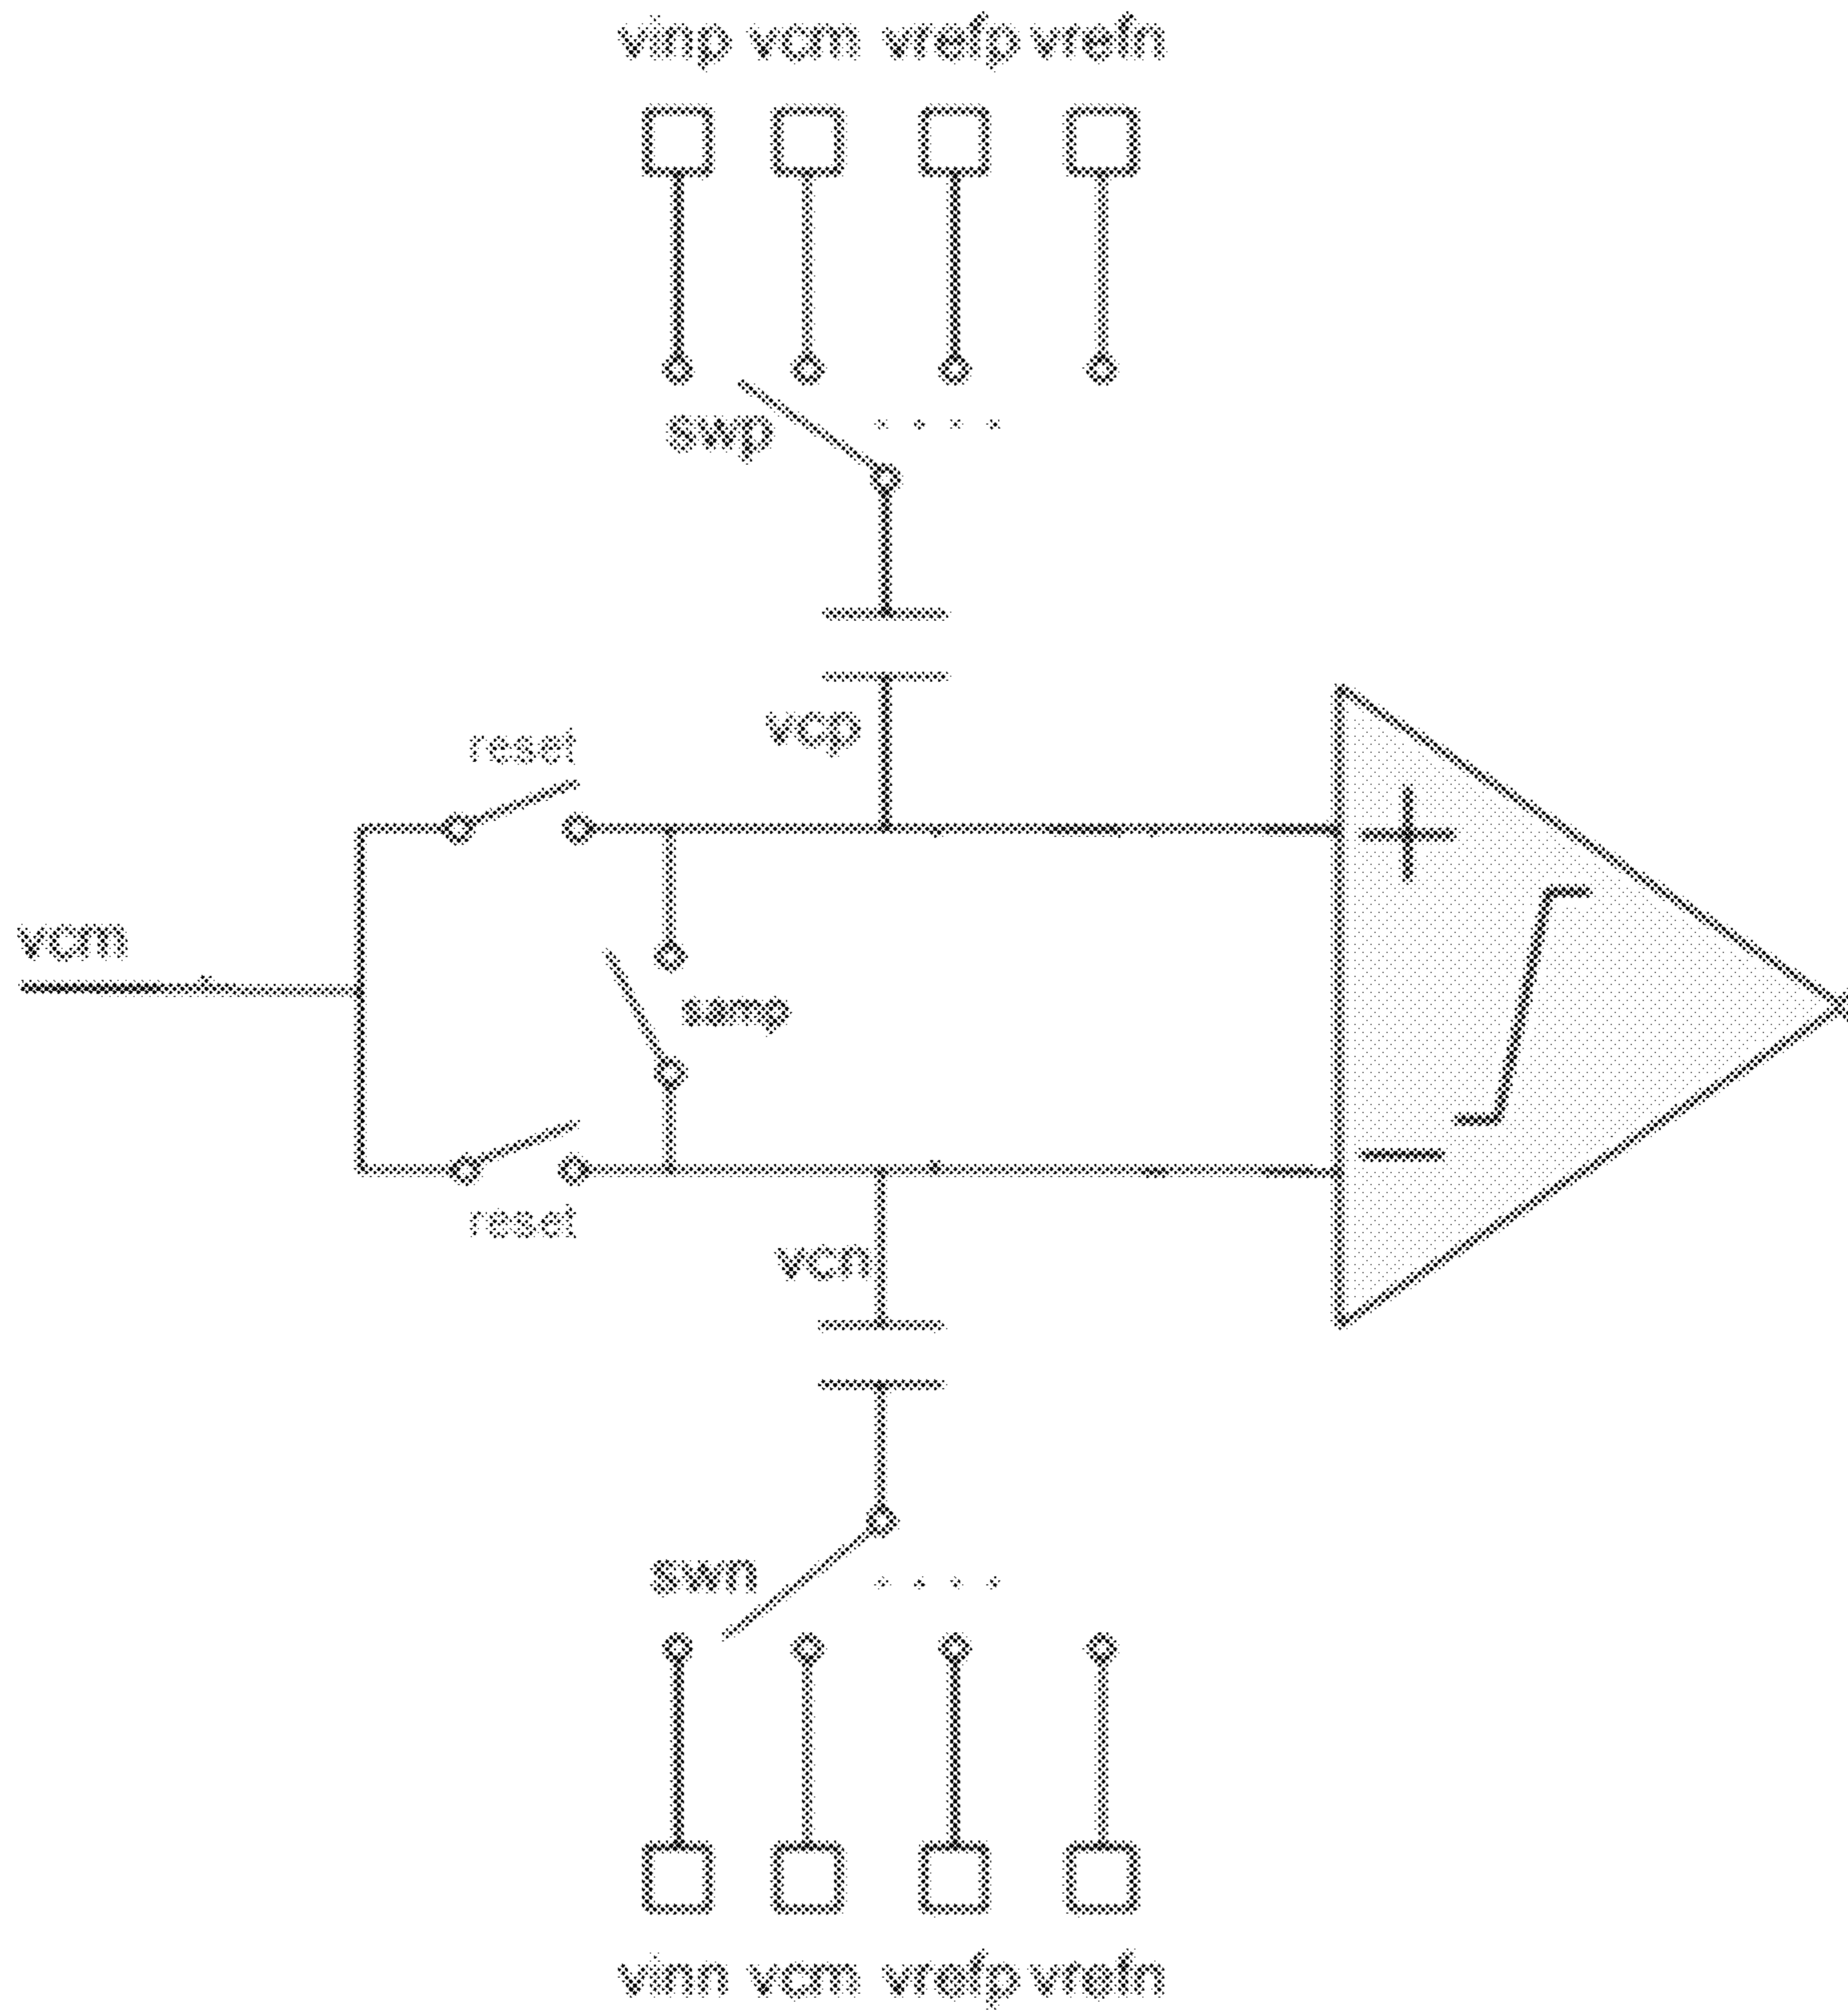 vinp vcm vrefp vrefn
swp
vcp
reset
+
vcm
samp
−
reset
vcn
swn
vinn vcm vrefp vrefn